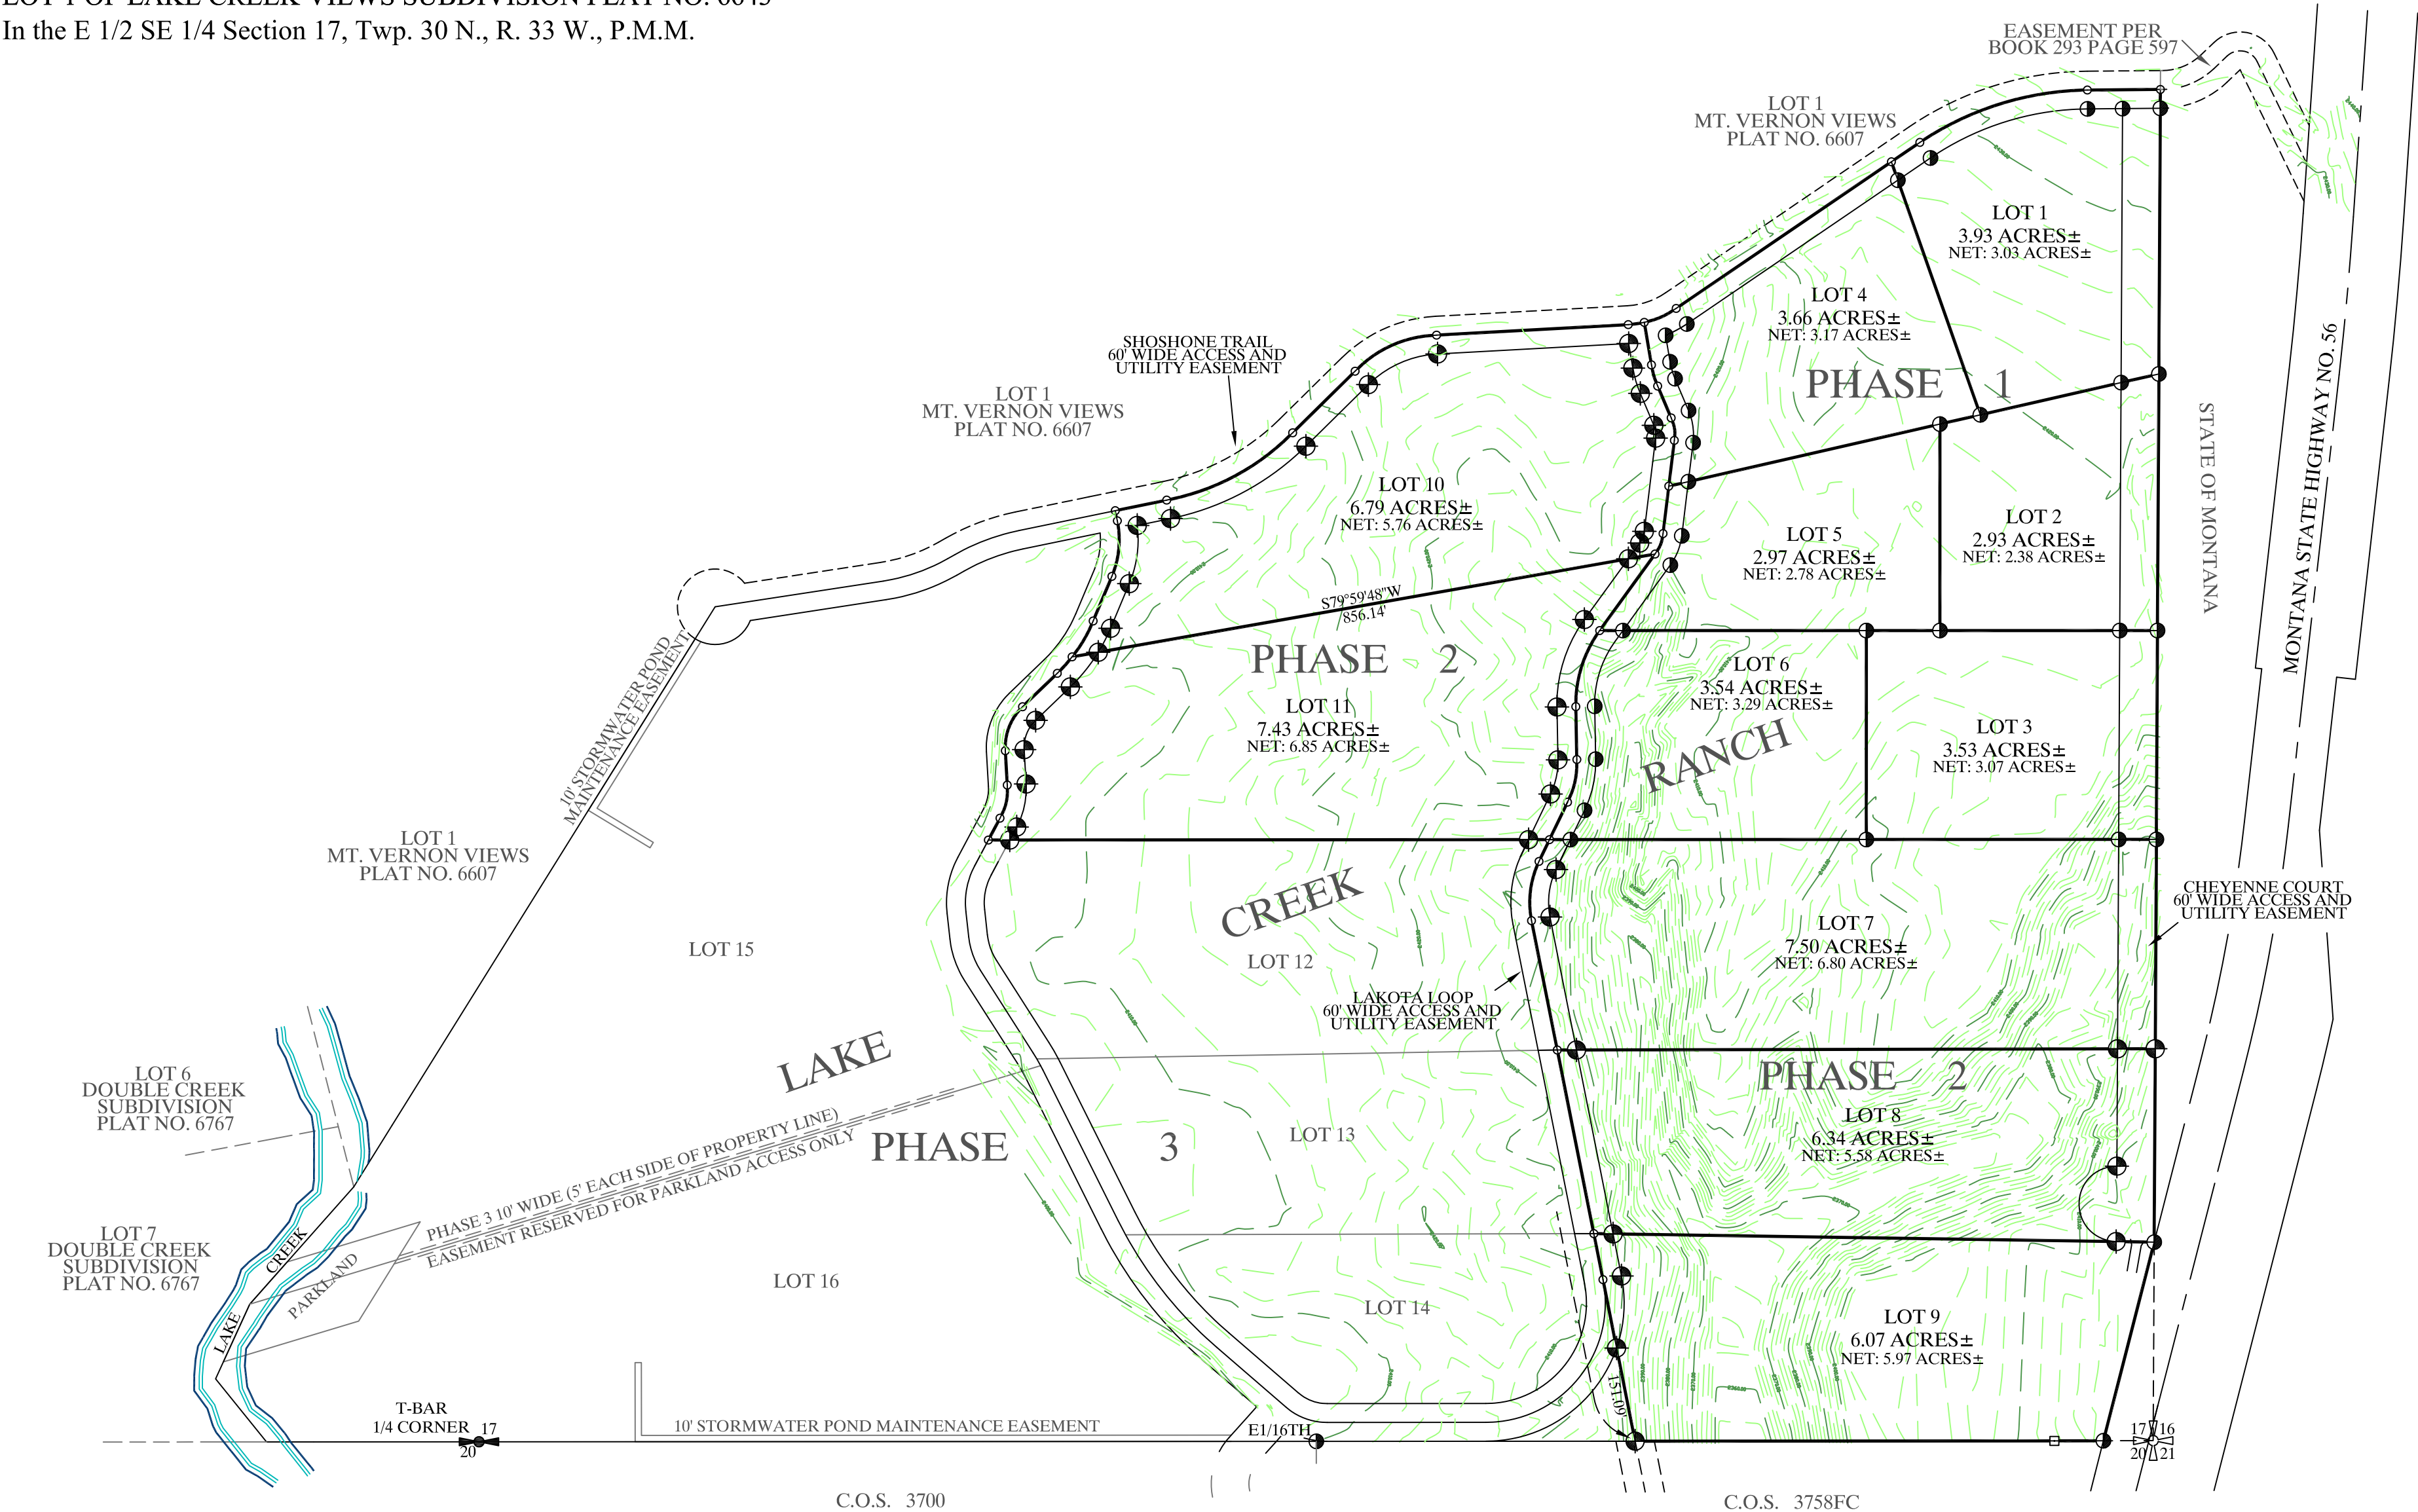 In the E 1/2 SE 1/4 Section 17, Twp. 30 N., R. 33 W., P.M.M.
EASEMENT PER
BOOK 293 PAGE 597
LOT 1
MT. VERNON VIEWS
PLAT NO. 6607
LOT 1
3.93 ACRES±
NET: 3.03 ACRES±
LOT 4
3.66 ACRES±
NET: 3.17 ACRES±
PHASE 1
SHOSHONE TRAIL
60' WIDE ACCESS AND
UTILITY EASEMENT
LOT 1
MT. VERNON VIEWS
PLAT NO. 6607
STATE OF MONTANA
MONTANA STATE HIGHWAY NO. 56
LOT 10
6.79 ACRES±
NET: 5.76 ACRES±
LOT 5
2.97 ACRES±
NET: 2.78 ACRES±
LOT 2
2.93 ACRES±
NET: 2.38 ACRES±
S79°59'48"W
856.14'
PHASE 2
LOT 11
7.43 ACRES±
NET: 6.85 ACRES±
LOT 6
3.54 ACRES±
NET: 3.29 ACRES±
RANCH
LOT 3
3.53 ACRES±
NET: 3.07 ACRES±
10' STORMWATER POND
MAINTENANCE EASEMENT
LOT 1
MT. VERNON VIEWS
PLAT NO. 6607
CREEK
LOT 15
LOT 12
LOT 7
7.50 ACRES±
NET: 6.80 ACRES±
CHEYENNE COURT
60' WIDE ACCESS AND
UTILITY EASEMENT
LAKOTA LOOP
60' WIDE ACCESS AND
UTILITY EASEMENT
LAKE
PHASE 2
LOT 8
6.34 ACRES±
NET: 5.58 ACRES±
LOT 6
DOUBLE CREEK
SUBDIVISION
PLAT NO. 6767
PHASE 3
LOT 13
PHASE 3 10' WIDE (5' EACH SIDE OF PROPERTY LINE)
EASEMENT RESERVED FOR PARKLAND ACCESS ONLY
LOT 7
DOUBLE CREEK
SUBDIVISION
PLAT NO. 6767
CREEK
LAKE
PARKLAND
LOT 16
LOT 14
LOT 9
6.07 ACRES±
NET: 5.97 ACRES±
151.09'
T-BAR
1/4 CORNER 17
20
10' STORMWATER POND MAINTENANCE EASEMENT
E1/16TH
17 16
20 21
C.O.S. 3700
C.O.S. 3758FC